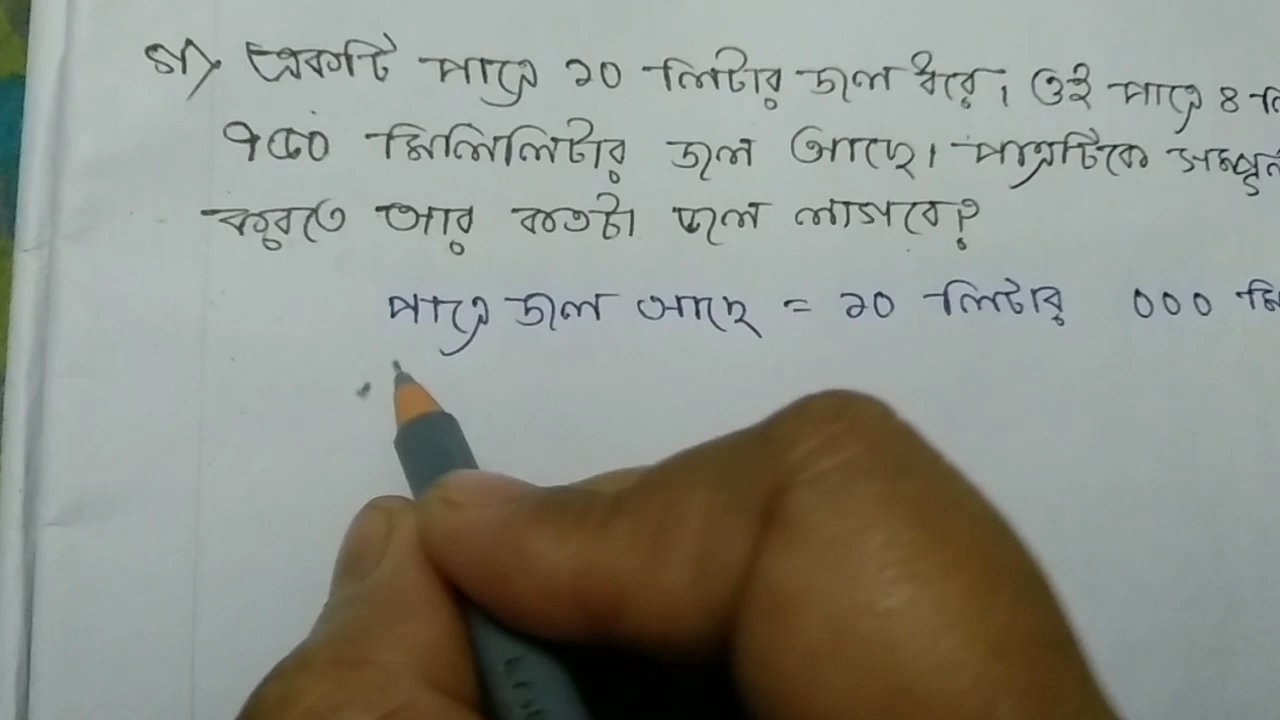 গ) একটি পাত্রে ১০ লিটার জল ধরে। ওই পাত্রে ৪ লি
৭৫০ মিলিলিটার জল আছে। পাত্রটিকে সম্পূর্ণ
করতে আর কতটা জল লাগবে?
পাত্রে জল আছে = ১০ লিটার ০০০ মি